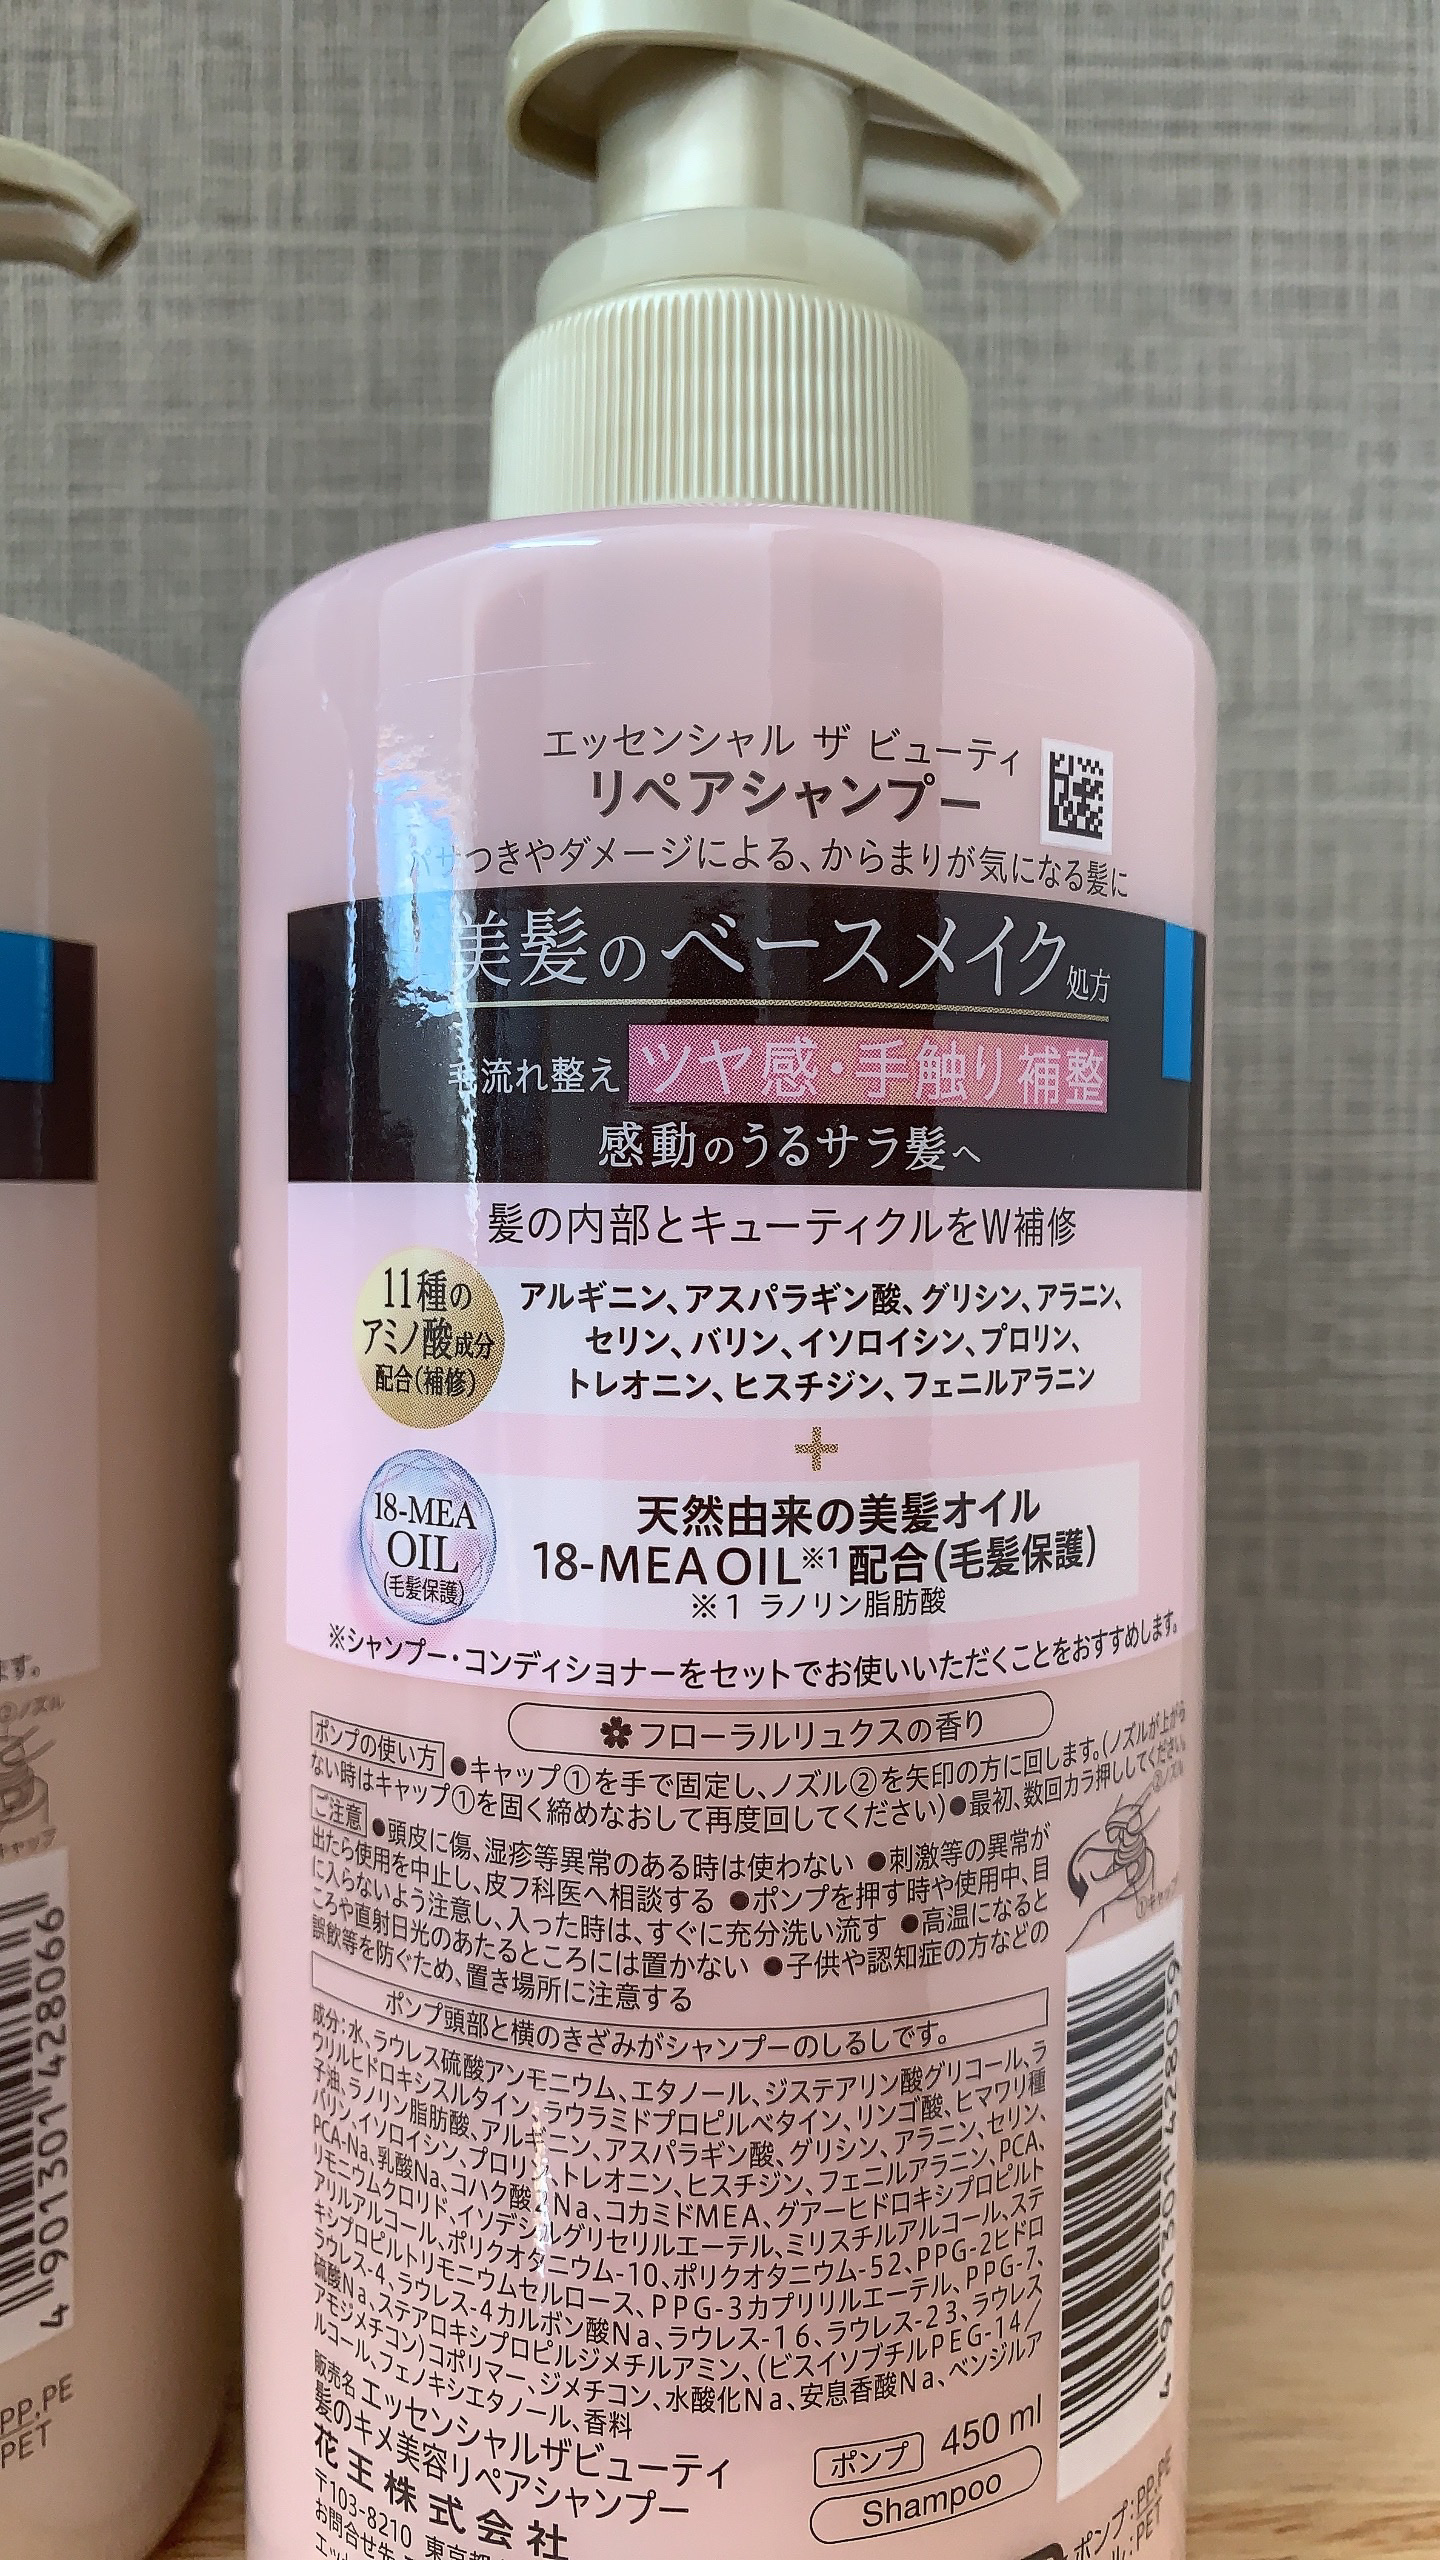 エッセンシャル ザ ビューティ
リペアシャンプー
パサつきやダメージによる、からまりが気になる髪に
美髪のベースメイク処方
毛流れ整え ツヤ感・手触り補整
感動のうるサラ髪へ
髪の内部とキューティクルをW補修
11種の
アミノ酸成分
配合(補修)
アルギニン、アスパラギン酸、グリシン、アラニン、
セリン、バリン、イソロイシン、プロリン、
トレオニン、ヒスチジン、フェニルアラニン
+
18-MEA
OIL
(毛髪保護)
天然由来の美髪オイル
18-MEA OIL※1配合(毛髪保護)
※1 ラノリン脂肪酸
※シャンプー・コンディショナーをセットでお使いいただくことをおすすめします。
フローラルリュクスの香り
ポンプの使い方 ●キャップ①を手で固定し、ノズル②を矢印の方に回します。(ノズルが上がら
ない時はキャップ①を固く締めなおして再度回してください)●最初、数回カラ押ししてください。
ご注意 ●頭皮に傷、湿疹等異常のある時は使わない ●刺激等の異常が
出たら使用を中止し、皮フ科医へ相談する ●ポンプを押す時や使用中、目
に入らないよう注意し、入った時は、すぐに充分洗い流す ●高温になると
ころや直射日光のあたるところには置かない ●子供や認知症の方などの
誤飲等を防ぐため、置き場所に注意する
②ノズル
①キャップ
ポンプ頭部と横のきざみがシャンプーのしるしです。
成分:水、ラウレス硫酸アンモニウム、エタノール、ジステアリン酸グリコール、ラ
ウリルヒドロキシスルタイン、ラウラミドプロピルベタイン、リンゴ酸、ヒマワリ種
子油、ラノリン脂肪酸、アルギニン、アスパラギン酸、グリシン、アラニン、セリン、
バリン、イソロイシン、プロリン、トレオニン、ヒスチジン、フェニルアラニン、PCA、
PCA-Na、乳酸Na、コハク酸2Na、コカミドMEA、グアーヒドロキシプロピルト
リモニウムクロリド、イソデシルグリセリルエーテル、ミリスチルアルコール、ステ
アリルアルコール、ポリクオタニウム-10、ポリクオタニウム-52、PPG-2ヒドロ
キシプロピルトリモニウムセルロース、PPG-3カプリリルエーテル、PPG-7、
ラウレス-4、ラウレス-4カルボン酸Na、ラウレス-16、ラウレス-23、ラウレス
硫酸Na、ステアロキシプロピルジメチルアミン、(ビスイソブチルPEG-14/
アモジメチコン)コポリマー、ジメチコン、水酸化Na、安息香酸Na、ベンジルア
ルコール、フェノキシエタノール、香料
販売名 エッセンシャルザビューティ
髪のキメ美容リペアシャンプー
花王株式会社
〒103-8210 東京都
お問合せ先
ポンプ 450 ml
Shampoo
4 901301 428059
ポンプ:PP,PE
ル:PET
ます。
②ノズル
キャップ
4 901301 428066
PP,PE
PET